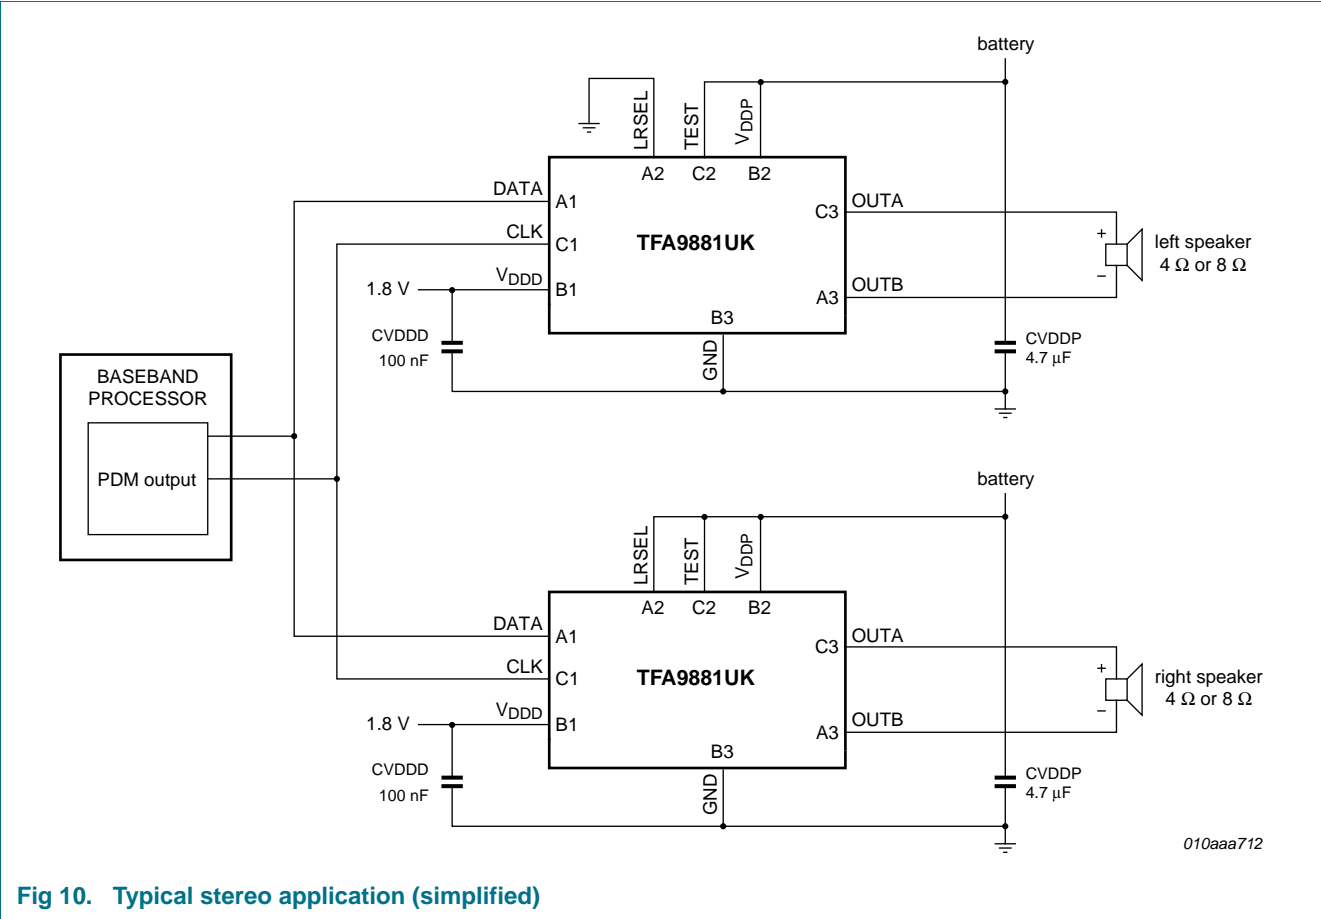 battery
LRSEL
TEST
VDDP
A2 C2 B2
DATA
A1
C3
OUTA
CLK
C1
TFA9881UK
left speaker
4 Ω or 8 Ω
+
−
1.8 V
VDDD
B1
A3
OUTB
B3
CVDDD
100 nF
GND
CVDDP
4.7 μF
BASEBAND
PROCESSOR
PDM output
battery
LRSEL
TEST
VDDP
A2 C2 B2
DATA
A1
C3
OUTA
CLK
C1
TFA9881UK
right speaker
4 Ω or 8 Ω
+
−
1.8 V
VDDD
B1
A3
OUTB
B3
CVDDD
100 nF
GND
CVDDP
4.7 μF
010aaa712
Fig 10. Typical stereo application (simplified)